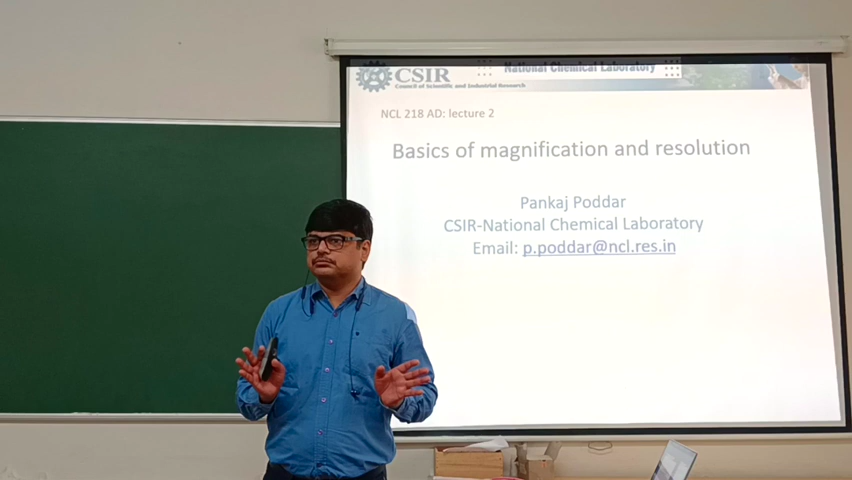 CSIR
Council of Scientific and Industrial Research
National Chemical Laboratory
NCL 218 AD: lecture 2
Basics of magnification and resolution
Pankaj Poddar
CSIR-National Chemical Laboratory
Email: p.poddar@ncl.res.in